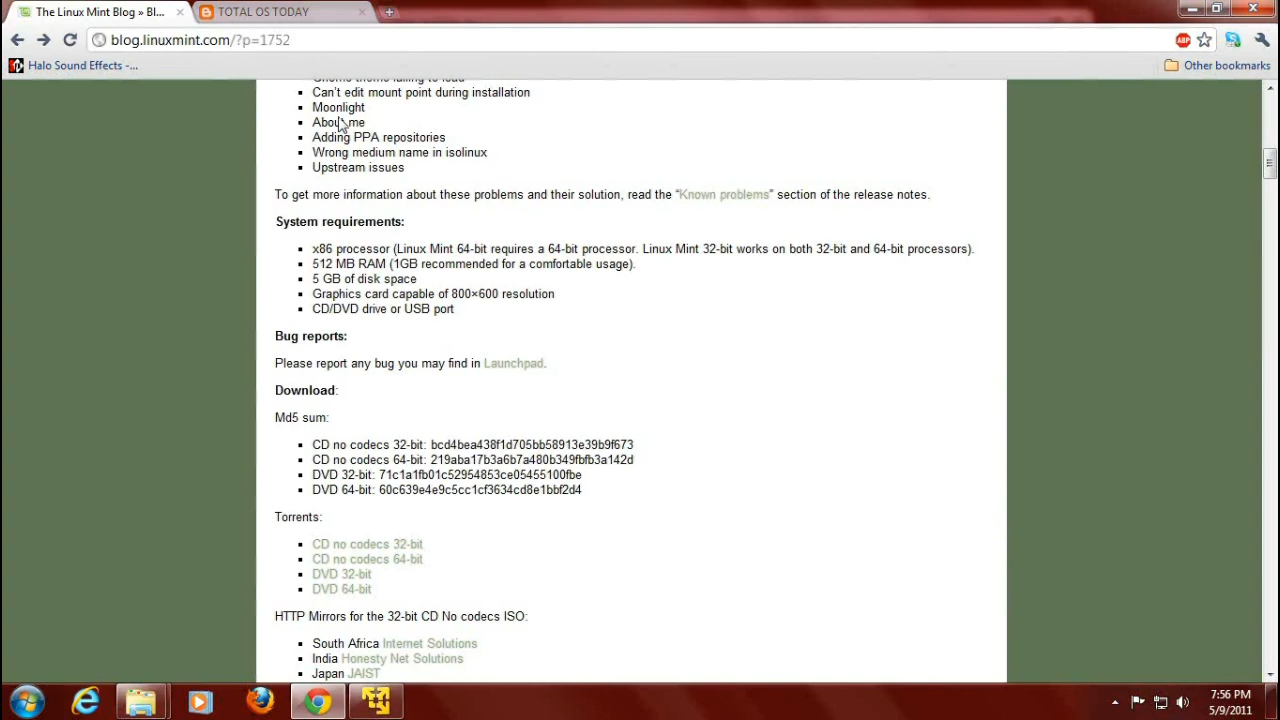 The Linux Mint Blog » Bl...
TOTAL OS TODAY
blog.linuxmint.com/?p=1752
ABP
Halo Sound Effects -...
Other bookmarks
Gnome theme failing to load
Can't edit mount point during installation
Moonlight
About me
Adding PPA repositories
Wrong medium name in isolinux
Upstream issues
To get more information about these problems and their solution, read the “Known problems” section of the release notes.
System requirements:
x86 processor (Linux Mint 64-bit requires a 64-bit processor. Linux Mint 32-bit works on both 32-bit and 64-bit processors).
512 MB RAM (1GB recommended for a comfortable usage).
5 GB of disk space
Graphics card capable of 800×600 resolution
CD/DVD drive or USB port
Bug reports:
Please report any bug you may find in Launchpad.
Download:
Md5 sum:
CD no codecs 32-bit: bcd4bea438f1d705bb58913e39b9f673
CD no codecs 64-bit: 219aba17b3a6b7a480b349fbfb3a142d
DVD 32-bit: 71c1a1fb01c52954853ce05455100fbe
DVD 64-bit: 60c639e4e9c5cc1cf3634cd8e1bbf2d4
Torrents:
CD no codecs 32-bit
CD no codecs 64-bit
DVD 32-bit
DVD 64-bit
HTTP Mirrors for the 32-bit CD No codecs ISO:
South Africa Internet Solutions
India Honesty Net Solutions
Japan JAIST
7:56 PM
5/9/2011